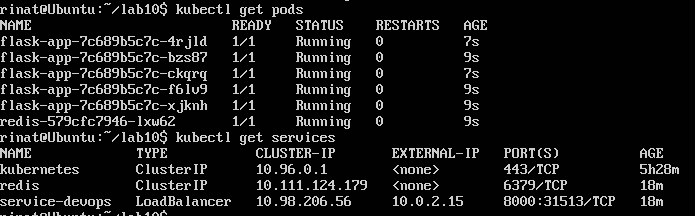 rinat@Ubuntu:~/lab10$ kubectl get pods
NAME READY STATUS RESTARTS AGE
flask-app-7c689b5c7c-4rjld 1/1 Running 0 7s
flask-app-7c689b5c7c-bzs87 1/1 Running 0 9s
flask-app-7c689b5c7c-ckqrq 1/1 Running 0 7s
flask-app-7c689b5c7c-f6lv9 1/1 Running 0 9s
flask-app-7c689b5c7c-xjknh 1/1 Running 0 9s
redis-579cfc7946-lxw62 1/1 Running 0 9s
rinat@Ubuntu:~/lab10$ kubectl get services
NAME TYPE CLUSTER-IP EXTERNAL-IP PORT(S) AGE
kubernetes ClusterIP 10.96.0.1 <none> 443/TCP 5h28m
redis ClusterIP 10.111.124.179 <none> 6379/TCP 18m
service-devops LoadBalancer 10.98.206.56 10.0.2.15 8000:31513/TCP 18m